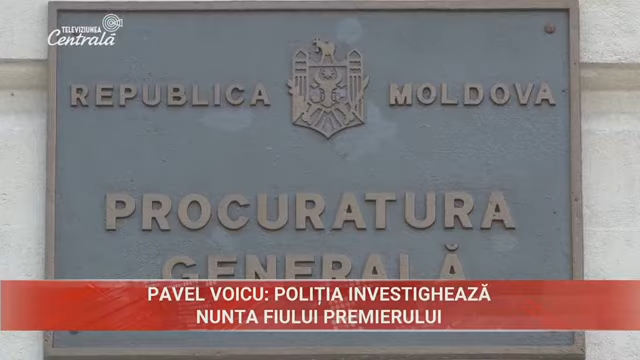 TELEVIZIUNEA
Centrală
REPUBLICA MOLDOVA
PROCURATURA
GENERALĂ
PAVEL VOICU: POLIȚIA INVESTIGHEAZĂ
NUNTA FIULUI PREMIERULUI